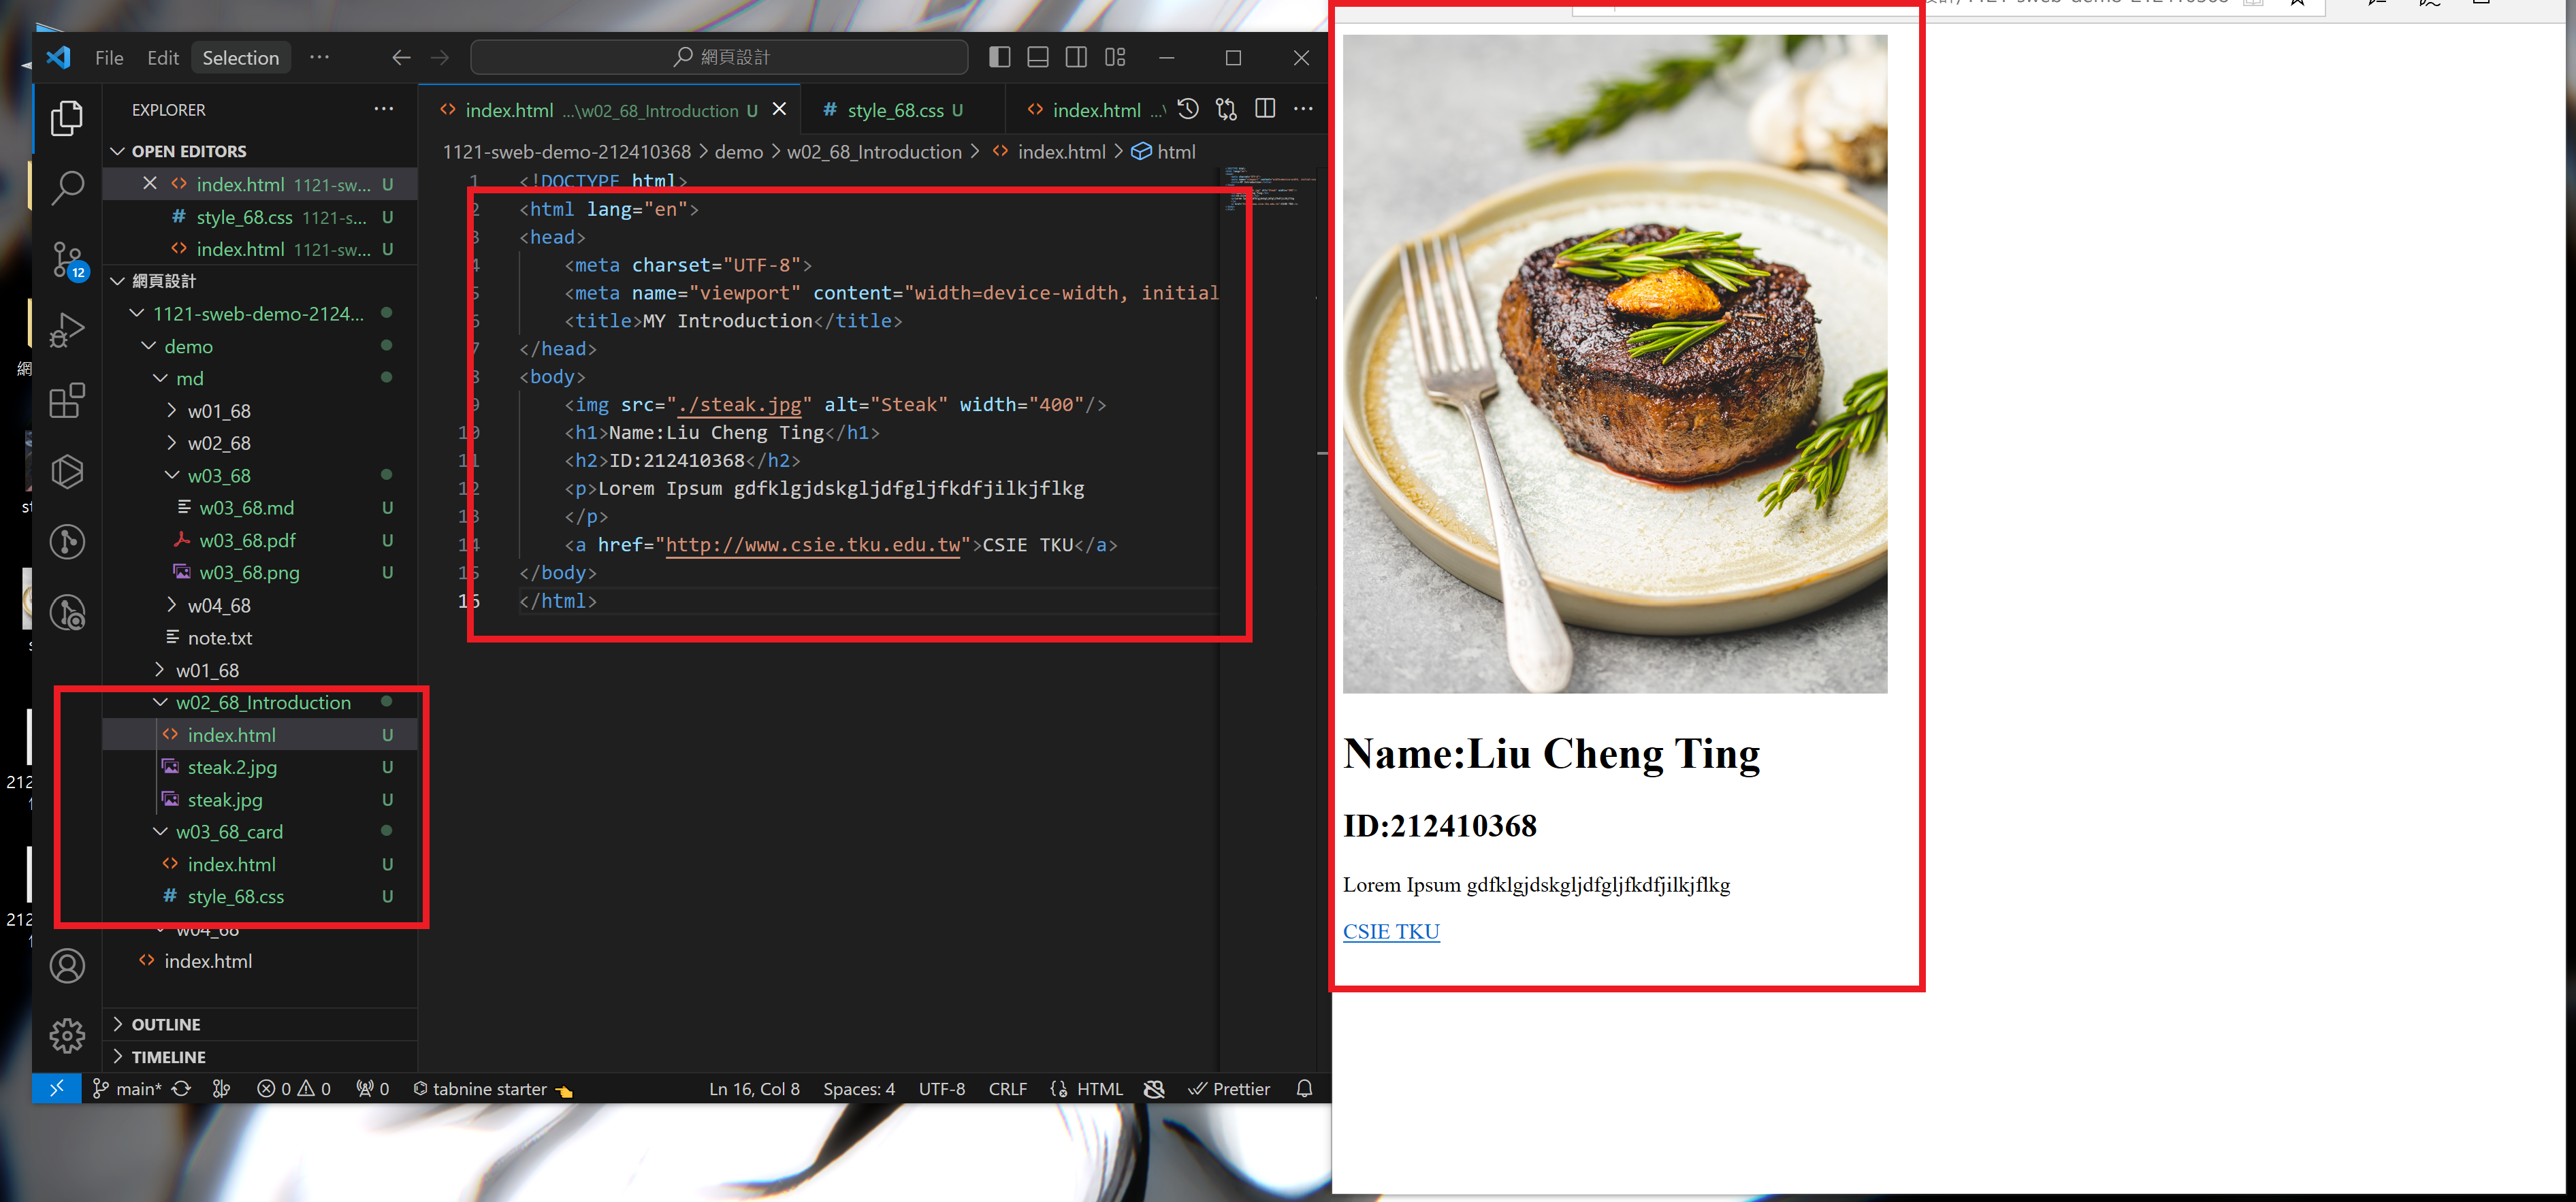 File Edit Selection ··· 網頁設計
EXPLORER
OPEN EDITORS
index.html 1121-sw... U
style_68.css 1121-s... U
index.html 1121-sw... U
網頁設計
1121-sweb-demo-2124...
demo
md
w01_68
w02_68
w03_68
w03_68.md U
w03_68.pdf U
w03_68.png U
w04_68
note.txt
w01_68
w02_68_Introduction
index.html U
steak.2.jpg U
steak.jpg U
w03_68_card
index.html U
style_68.css U
w04_68
index.html
OUTLINE
TIMELINE
12
index.html ...\w02_68_Introduction U
style_68.css U
index.html ...\
1121-sweb-demo-212410368 > demo > w02_68_Introduction > index.html > html
1 <!DOCTYPE html>
2 <html lang="en">
3 <head>
4 <meta charset="UTF-8">
5 <meta name="viewport" content="width=device-width, initial
6 <title>MY Introduction</title>
7 </head>
8 <body>
9 <img src="./steak.jpg" alt="Steak" width="400"/>
10 <h1>Name:Liu Cheng Ting</h1>
11 <h2>ID:212410368</h2>
12 <p>Lorem Ipsum gdfklgjdskgljdfgljfkdfjilkjflkg
13 </p>
14 <a href="http://www.csie.tku.edu.tw">CSIE TKU</a>
15 </body>
16 </html>
main* 0 0 0 tabnine starter Ln 16, Col 8 Spaces: 4 UTF-8 CRLF HTML Prettier
Name:Liu Cheng Ting
ID:212410368
Lorem Ipsum gdfklgjdskgljdfgljfkdfjilkjflkg
CSIE TKU